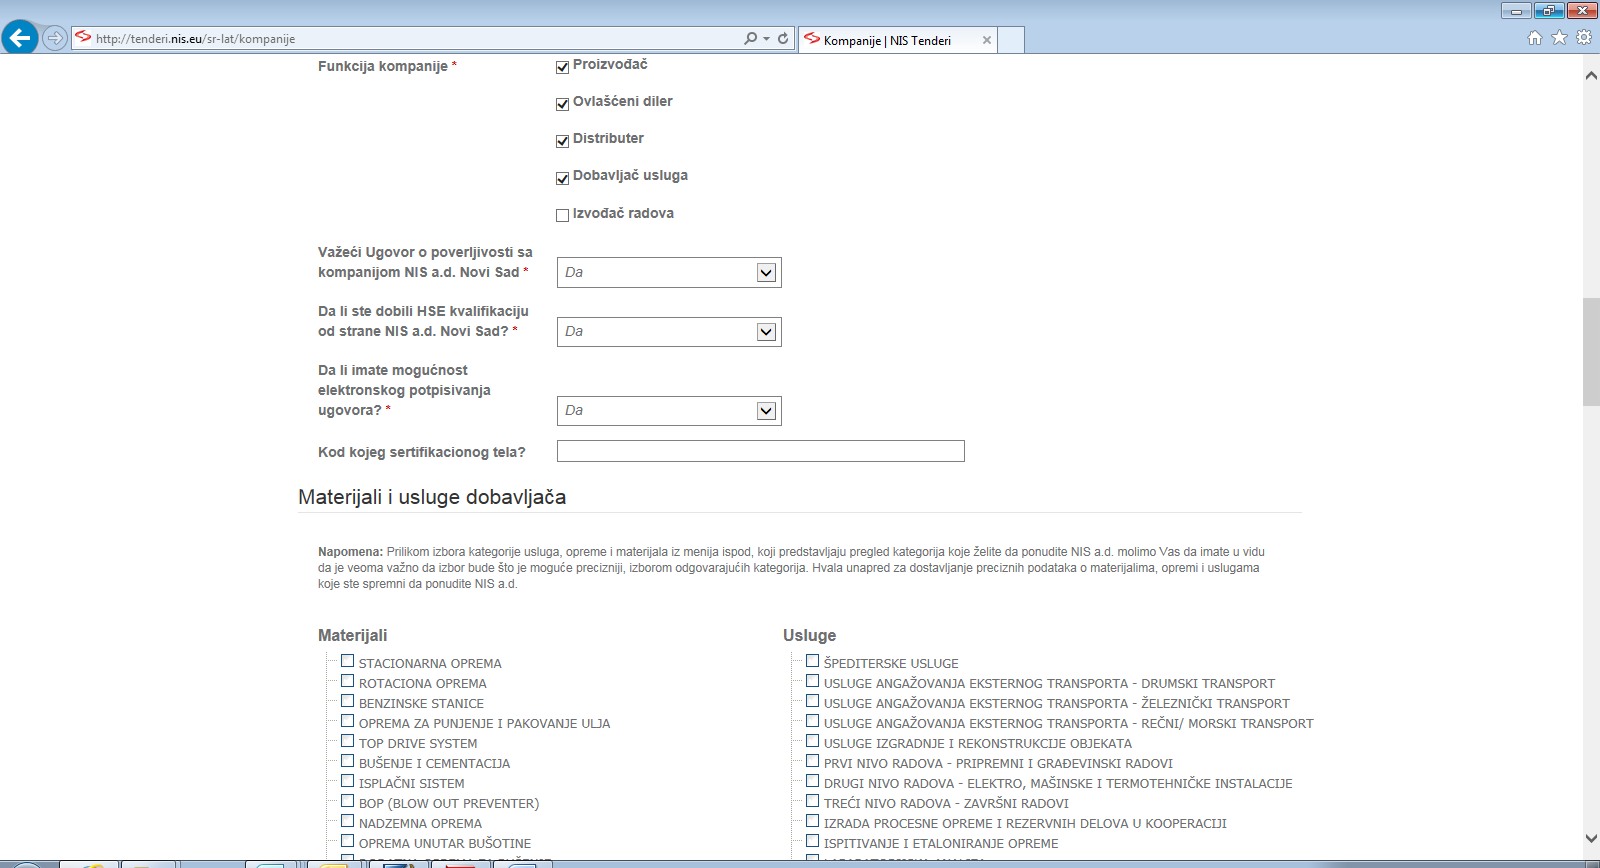 http://tenderi.nis.eu/sr-lat/kompanije
Kompanije | NIS Tenderi
Funkcija kompanije *
Proizvođač
Ovlašćeni diler
Distributer
Dobavljač usluga
Izvođač radova
Važeći Ugovor o poverljivosti sa
kompanijom NIS a.d. Novi Sad *
Da
Da li ste dobili HSE kvalifikaciju
od strane NIS a.d. Novi Sad? *
Da
Da li imate mogućnost
elektronskog potpisivanja
ugovora? *
Da
Kod kojeg sertifikacionog tela?
Materijali i usluge dobavljača
Napomena: Prilikom izbora kategorije usluga, opreme i materijala iz menija ispod, koji predstavljaju pregled kategorija koje želite da ponudite NIS a.d. molimo Vas da imate u vidu
da je veoma važno da izbor bude što je moguće precizniji, izborom odgovarajućih kategorija. Hvala unapred za dostavljanje preciznih podataka o materijalima, opremi i uslugama
koje ste spremni da ponudite NIS a.d.
Materijali
STACIONARNA OPREMA
ROTACIONA OPREMA
BENZINSKE STANICE
OPREMA ZA PUNJENJE I PAKOVANJE ULJA
TOP DRIVE SYSTEM
BUŠENJE I CEMENTACIJA
ISPLAČNI SISTEM
BOP (BLOW OUT PREVENTER)
NADZEMNA OPREMA
OPREMA UNUTAR BUŠOTINE
Usluge
ŠPEDITERSKE USLUGE
USLUGE ANGAŽOVANJA EKSTERNOG TRANSPORTA - DRUMSKI TRANSPORT
USLUGE ANGAŽOVANJA EKSTERNOG TRANSPORTA - ŽELEZNIČKI TRANSPORT
USLUGE ANGAŽOVANJA EKSTERNOG TRANSPORTA - REČNI/ MORSKI TRANSPORT
USLUGE IZGRADNJE I REKONSTRUKCIJE OBJEKATA
PRVI NIVO RADOVA - PRIPREMNI I GRAĐEVINSKI RADOVI
DRUGI NIVO RADOVA - ELEKTRO, MAŠINSKE I TERMOTEHNIČKE INSTALACIJE
TREĆI NIVO RADOVA - ZAVRŠNI RADOVI
IZRADA PROCESNE OPREME I REZERVNIH DELOVA U KOOPERACIJI
ISPITIVANJE I ETALONIRANJE OPREME